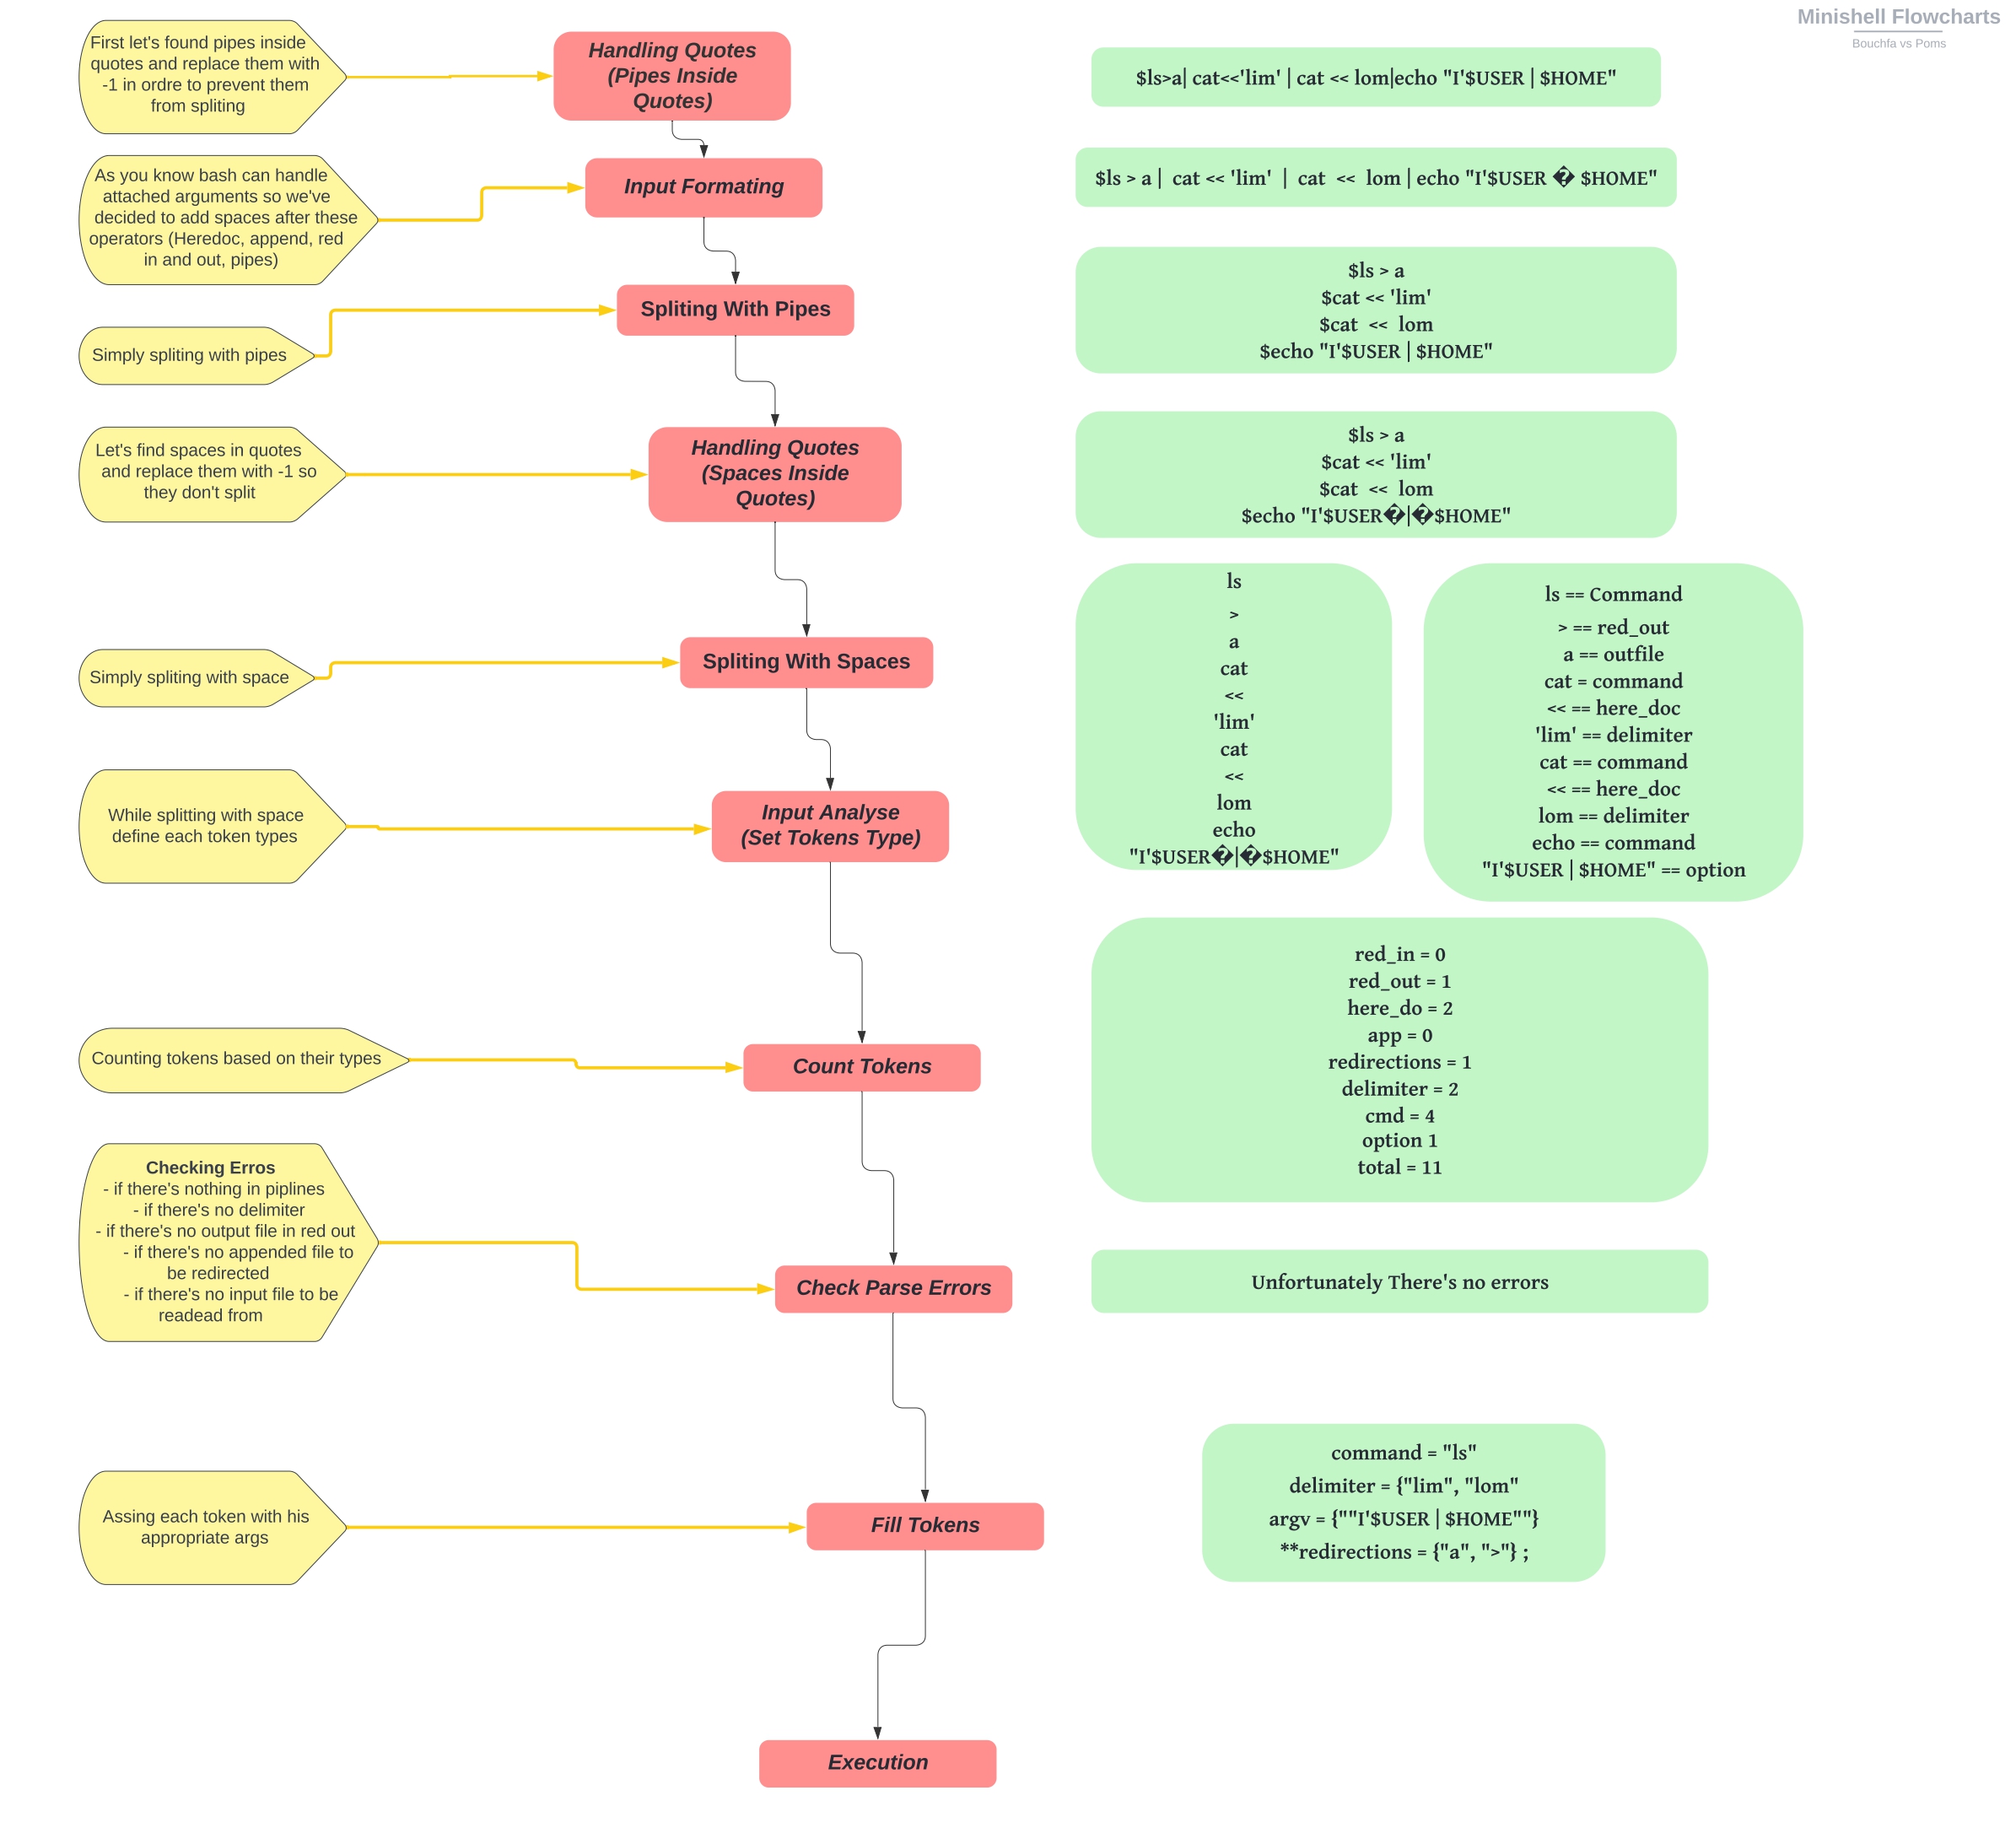 Minishell Flowcharts
Bouchfa vs Poms
First let's found pipes inside
quotes and replace them with
-1 in ordre to prevent them
from spliting
Handling Quotes
(Pipes Inside
Quotes)
$ls>a| cat<<'lim' | cat << lom|echo "I'$USER | $HOME"
As you know bash can handle
attached arguments so we've
decided to add spaces after these
operators (Heredoc, append, red
in and out, pipes)
Input Formating
$ls > a | cat << 'lim' | cat << lom | echo "I'$USER � $HOME"
Simply spliting with pipes
Spliting With Pipes
$ls > a
$cat << 'lim'
$cat << lom
$echo "I'$USER | $HOME"
Let's find spaces in quotes
and replace them with -1 so
they don't split
Handling Quotes
(Spaces Inside
Quotes)
$ls > a
$cat << 'lim'
$cat << lom
$echo "I'$USER�|�$HOME"
Simply spliting with space
Spliting With Spaces
ls
>
a
cat
<<
'lim'
cat
<<
lom
echo
"I'$USER�|�$HOME"
ls == Command
> == red_out
a == outfile
cat = command
<< == here_doc
'lim' == delimiter
cat == command
<< == here_doc
lom == delimiter
echo == command
"I'$USER | $HOME" == option
While splitting with space
define each token types
Input Analyse
(Set Tokens Type)
Counting tokens based on their types
Count Tokens
red_in = 0
red_out = 1
here_do = 2
app = 0
redirections = 1
delimiter = 2
cmd = 4
option 1
total = 11
Checking Erros
- if there's nothing in piplines
- if there's no delimiter
- if there's no output file in red out
- if there's no appended file to
be redirected
- if there's no input file to be
readead from
Check Parse Errors
Unfortunately There's no errors
Assing each token with his
appropriate args
Fill Tokens
command = "ls"
delimiter = {"lim", "lom"
argv = {""I'$USER | $HOME""}
**redirections = {"a", ">"} ;
Execution